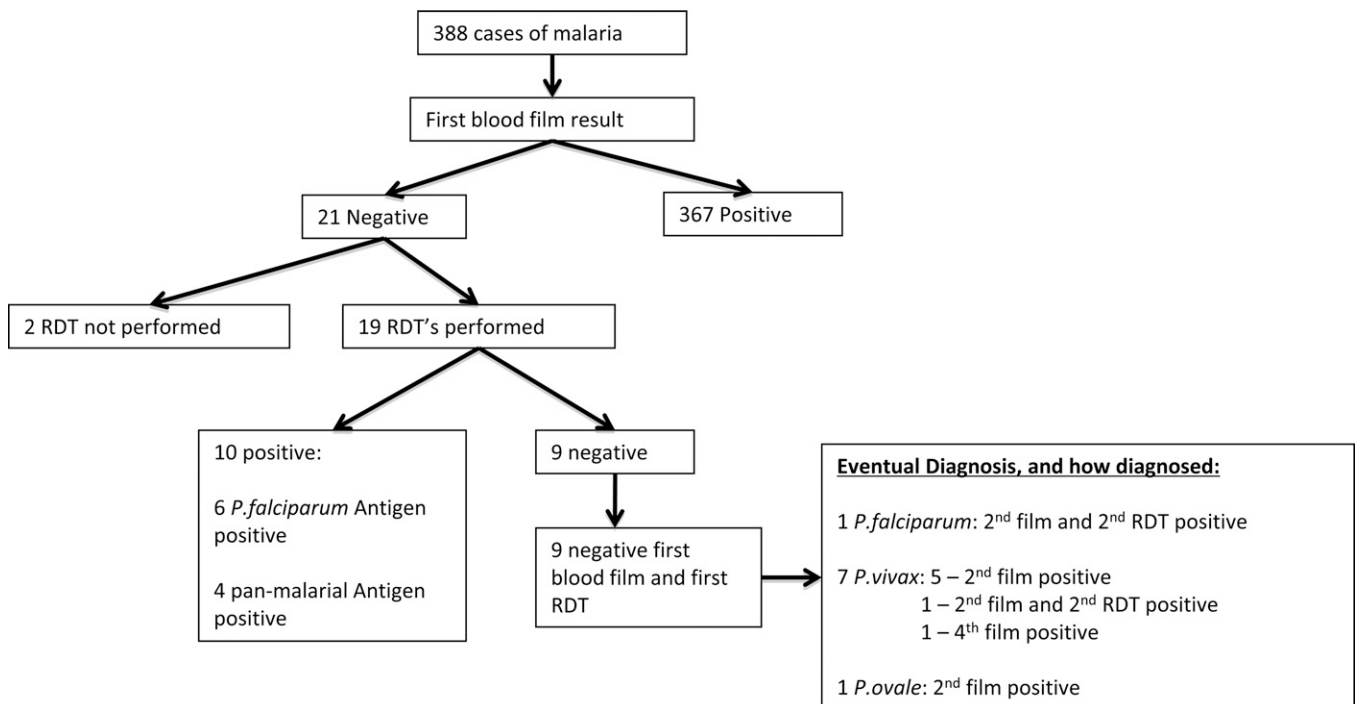 388 cases of malaria
First blood film result
21 Negative
367 Positive
2 RDT not performed
19 RDT's performed
10 positive:
6 P.falciparum Antigen
positive
4 pan-malarial Antigen
positive
9 negative
9 negative first
blood film and first
RDT
Eventual Diagnosis, and how diagnosed:
1 P.falciparum: 2nd film and 2nd RDT positive
7 P.vivax: 5 – 2nd film positive
1 – 2nd film and 2nd RDT positive
1 – 4th film positive
1 P.ovale: 2nd film positive